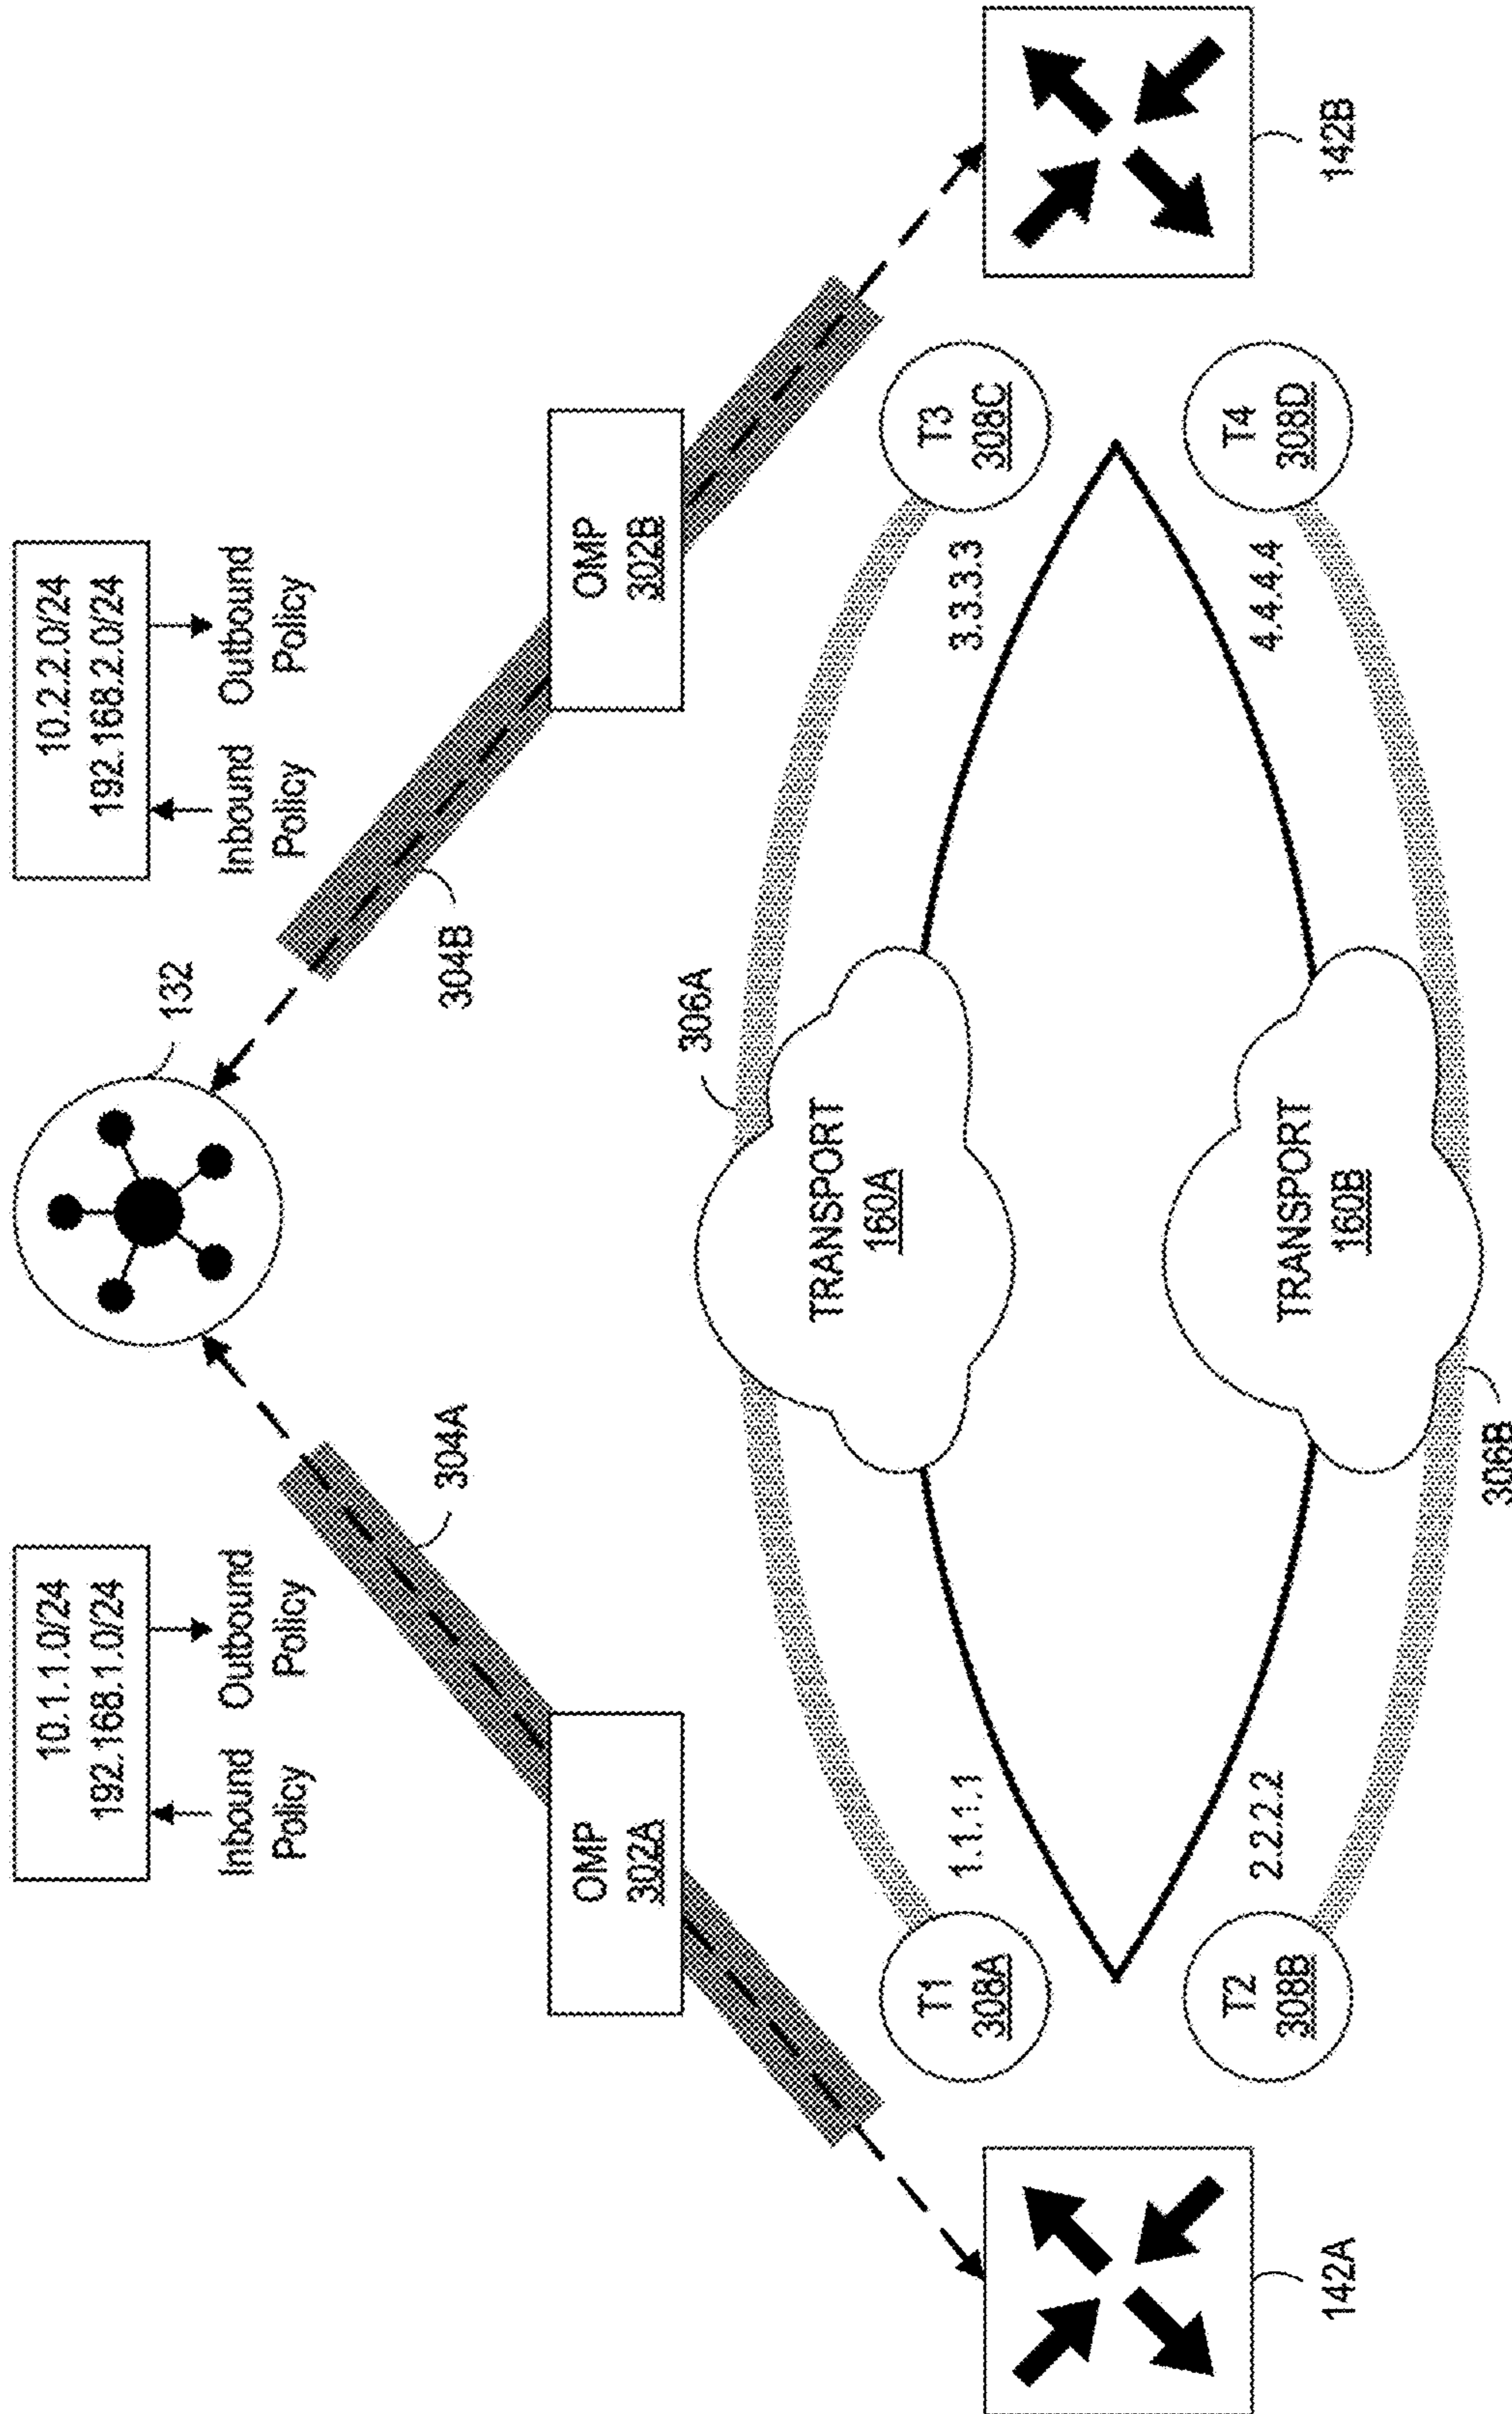 132
10.1.1.0/24
192.168.1.0/24
Inbound Outbound
Policy Policy
10.2.2.0/24
192.168.2.0/24
Inbound Outbound
Policy Policy
304A
304B
OMP
302A
OMP
302B
306A
TRANSPORT
160A
T1
308A
1.1.1.1
3.3.3.3
T3
308C
T2
308B
2.2.2.2
4.4.4.4
T4
308D
TRANSPORT
160B
142A
142B
306B